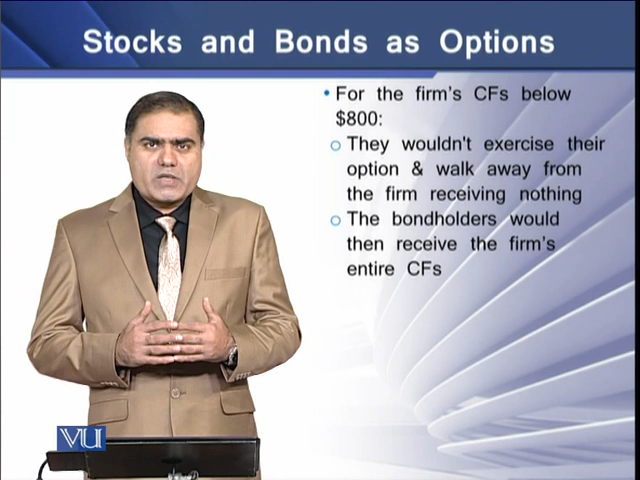 Stocks and Bonds as Options
• For the firm's CFs below
$800:
o They wouldn't exercise their
option & walk away from
the firm receiving nothing
o The bondholders would
then receive the firm's
entire CFs
VU